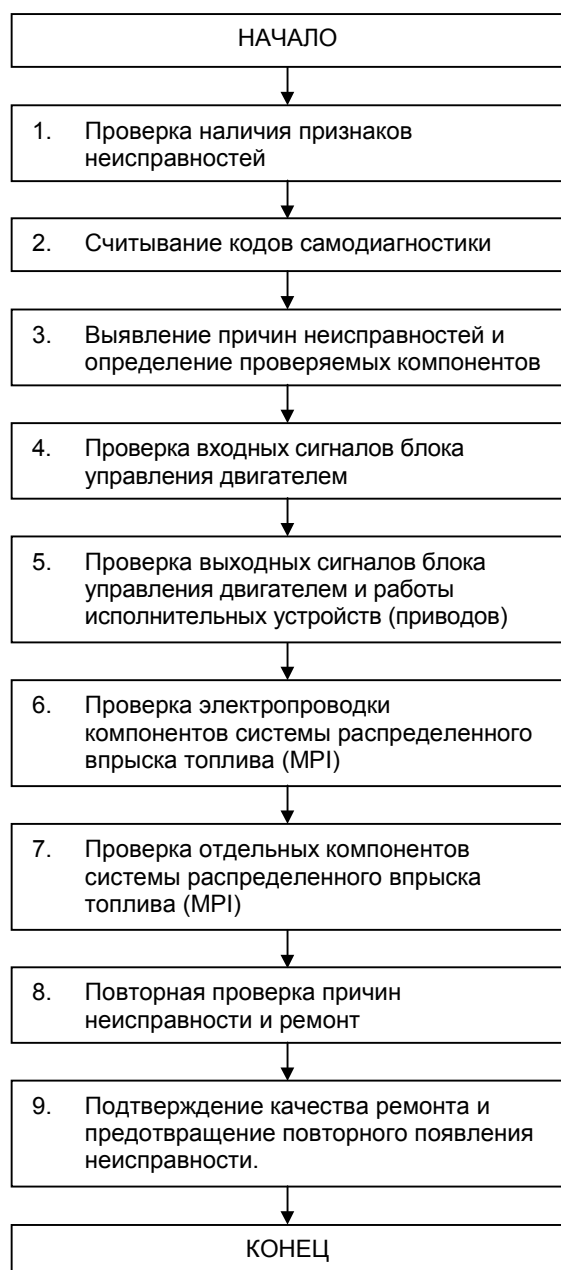 НАЧАЛО
1. Проверка наличия признаков
неисправностей
2. Считывание кодов самодиагностики
3. Выявление причин неисправностей и
определение проверяемых компонентов
4. Проверка входных сигналов блока
управления двигателем
5. Проверка выходных сигналов блока
управления двигателем и работы
исполнительных устройств (приводов)
6. Проверка электропроводки
компонентов системы распределенного
впрыска топлива (MPI)
7. Проверка отдельных компонентов
системы распределенного впрыска
топлива (MPI)
8. Повторная проверка причин
неисправности и ремонт
9. Подтверждение качества ремонта и
предотвращение повторного появления
неисправности.
КОНЕЦ